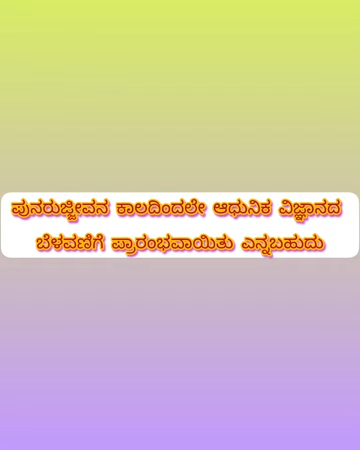 ಪುನರುಜ್ಜೀವನ ಕಾಲದಿಂದಲೇ ಆಧುನಿಕ ವಿಜ್ಞಾನದ
ಬೆಳವಣಿಗೆ ಪ್ರಾರಂಭವಾಯಿತು ಎನ್ನಬಹುದು